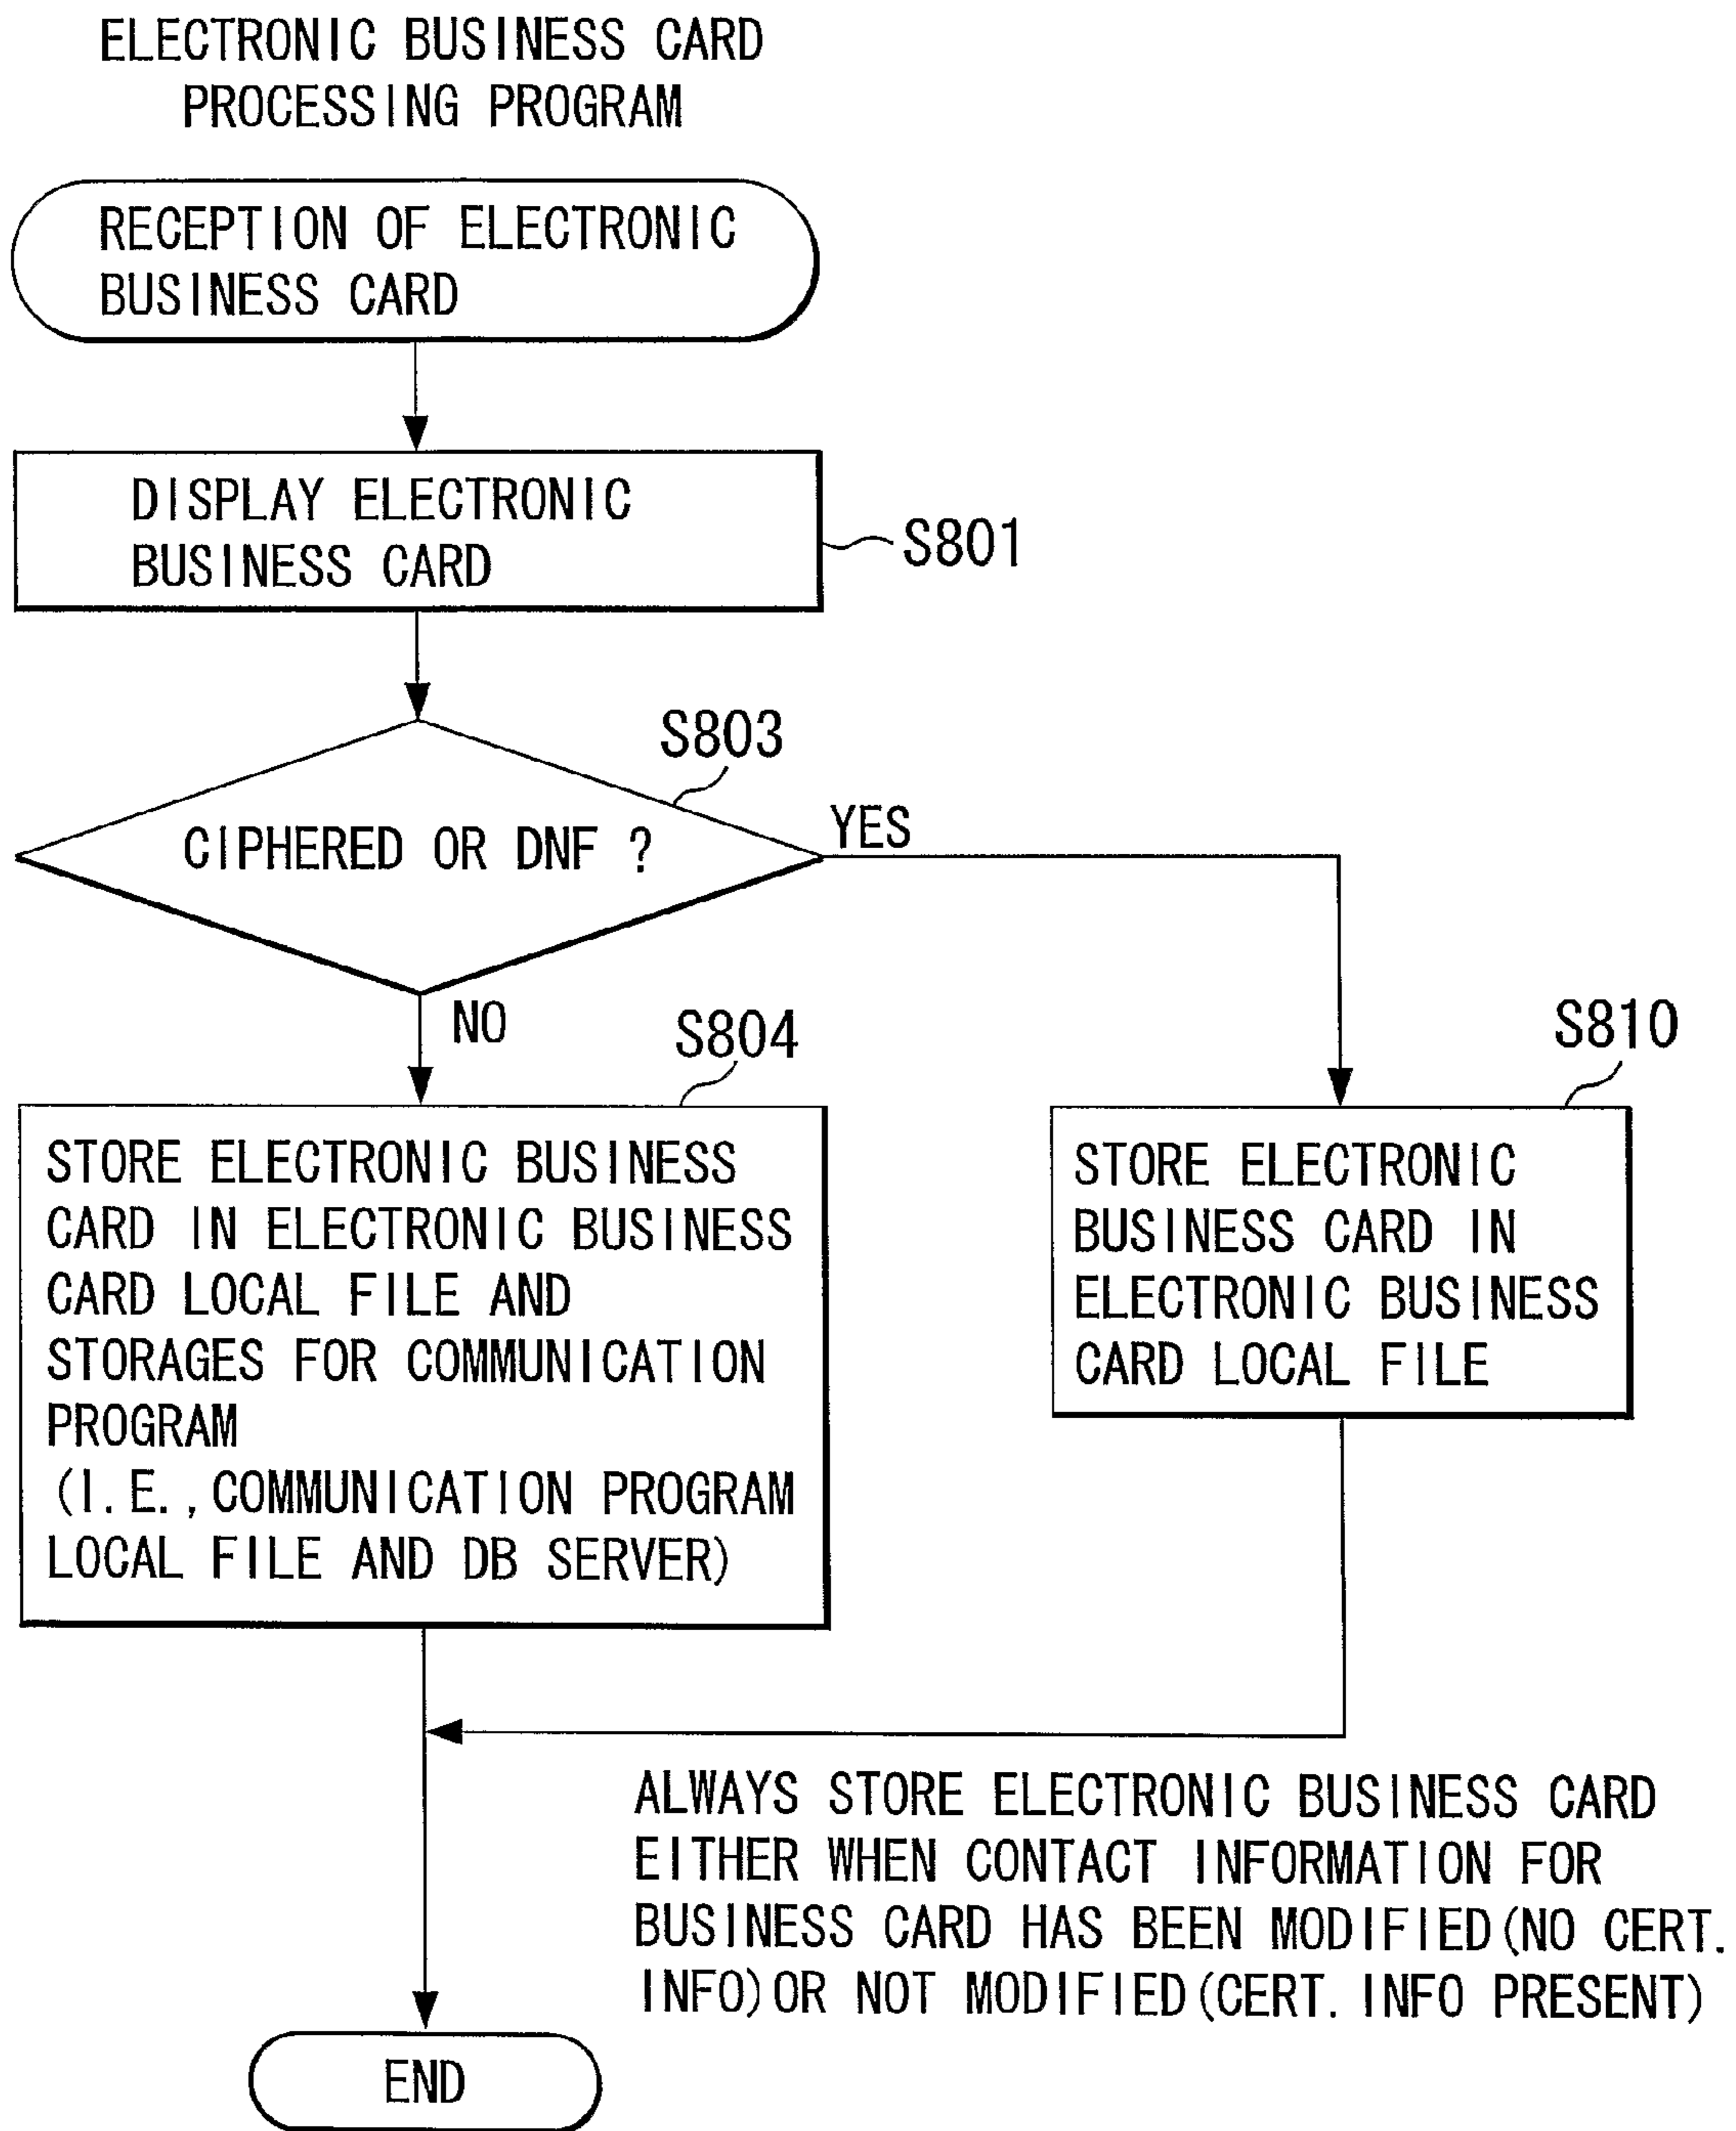 ELECTRONIC BUSINESS CARD
PROCESSING PROGRAM
RECEPTION OF ELECTRONIC
BUSINESS CARD
DISPLAY ELECTRONIC
BUSINESS CARD
S801
S803
CIPHERED OR DNF ?
YES
NO
S804
S810
STORE ELECTRONIC BUSINESS
CARD IN ELECTRONIC BUSINESS
CARD LOCAL FILE AND
STORAGES FOR COMMUNICATION
PROGRAM
(I.E.,COMMUNICATION PROGRAM
LOCAL FILE AND DB SERVER)
STORE ELECTRONIC
BUSINESS CARD IN
ELECTRONIC BUSINESS
CARD LOCAL FILE
ALWAYS STORE ELECTRONIC BUSINESS CARD
EITHER WHEN CONTACT INFORMATION FOR
BUSINESS CARD HAS BEEN MODIFIED(NO CERT.
INFO)OR NOT MODIFIED(CERT. INFO PRESENT)
END